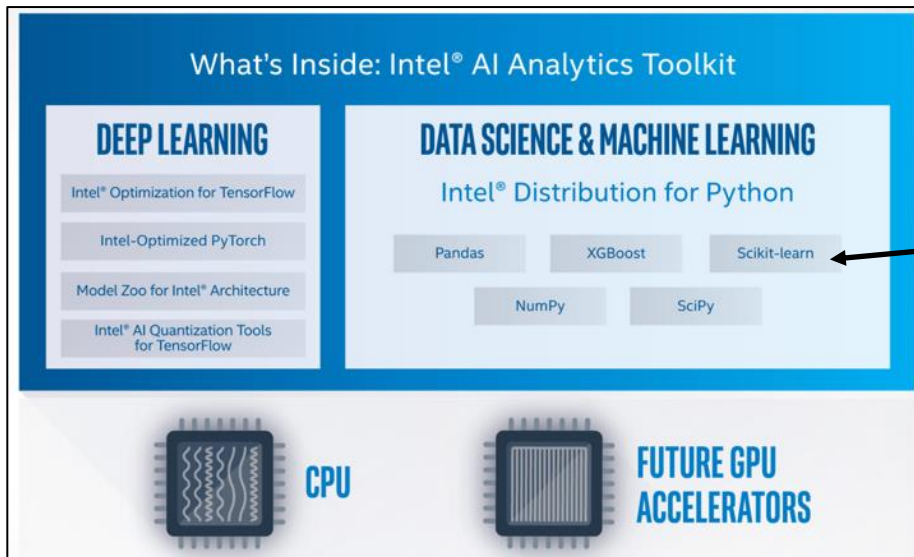 What's Inside: Intel® AI Analytics Toolkit
DEEP LEARNING
Intel® Optimization for TensorFlow
Intel-Optimized PyTorch
Model Zoo for Intel® Architecture
Intel® AI Quantization Tools
for TensorFlow
DATA SCIENCE & MACHINE LEARNING
Intel® Distribution for Python
Pandas
XGBoost
Scikit-learn
NumPy
SciPy
CPU
FUTURE GPU
ACCELERATORS